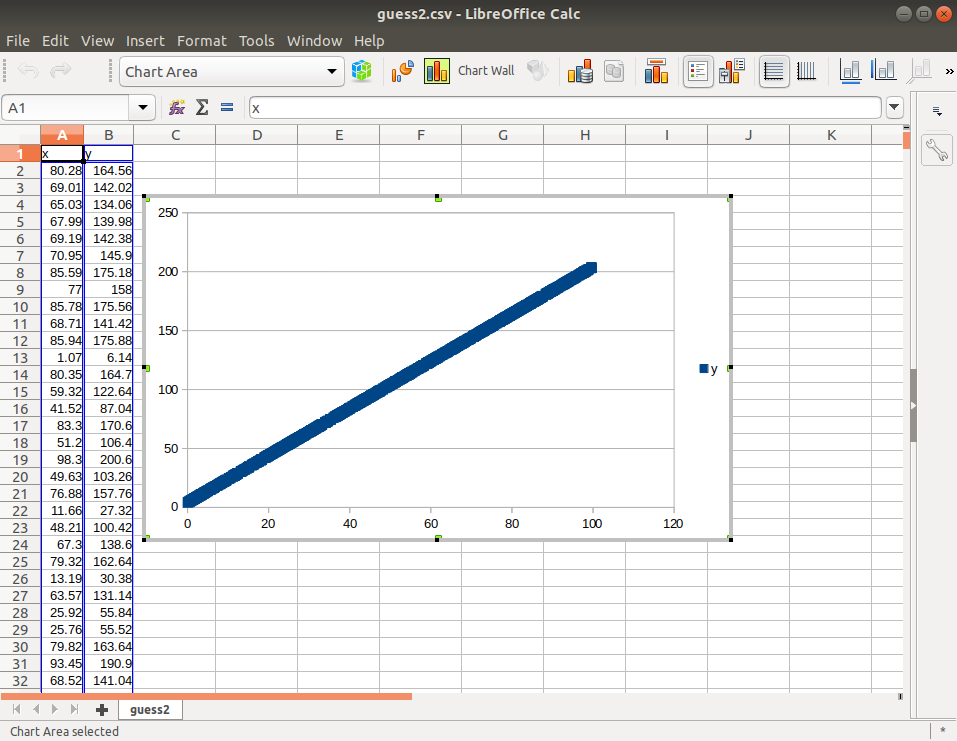 guess2.csv - LibreOffice Calc
File Edit View Insert Format Tools Window Help
Chart Area Chart Wall »
A1 x
A B C D E F G H I J K
1 x y
2 80.28 164.56
3 69.01 142.02
4 65.03 134.06
5 67.99 139.98
6 69.19 142.38
7 70.95 145.9
8 85.59 175.18
9 77 158
10 85.78 175.56
11 68.71 141.42
12 85.94 175.88
13 1.07 6.14
14 80.35 164.7
15 59.32 122.64
16 41.52 87.04
17 83.3 170.6
18 51.2 106.4
19 98.3 200.6
20 49.63 103.26
21 76.88 157.76
22 11.66 27.32
23 48.21 100.42
24 67.3 138.6
25 79.32 162.64
26 13.19 30.38
27 63.57 131.14
28 25.92 55.84
29 25.76 55.52
30 79.82 163.64
31 93.45 190.9
32 68.52 141.04
250
200
150
100
50
0
0 20 40 60 80 100 120
y
guess2
Chart Area selected *